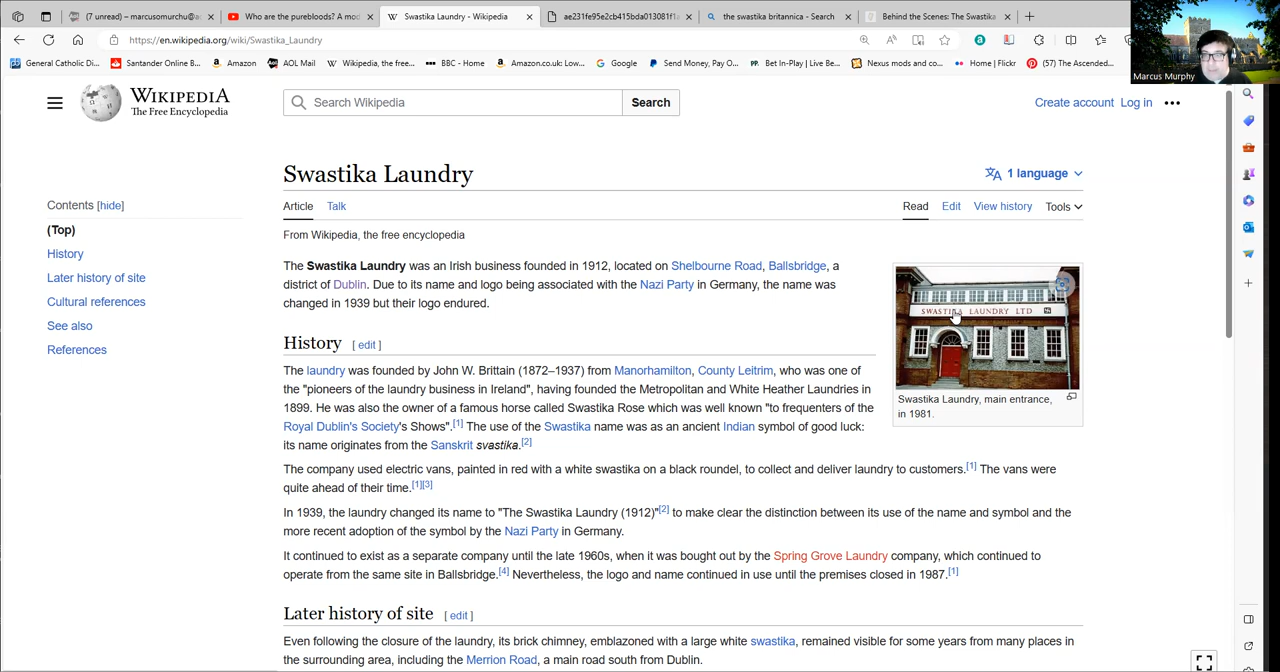 (7 unread) – marcusomurchu@a
Who are the purebloods? A mod
Swastika Laundry - Wikipedia
ae231fe95e2cb415bda013081f1a
the swastika britannica - Search
Behind the Scenes: The Swastika
https://en.wikipedia.org/wiki/Swastika_Laundry
General Catholic Di...
Santander Online B...
Amazon
AOL Mail
Wikipedia, the free...
BBC - Home
Amazon.co.uk: Low...
Google
Send Money, Pay O...
Bet In-Play | Live Be...
Nexus mods and co...
Home | Flickr
(57) The Ascended...
Marcus Murphy
WIKIPEDIA
The Free Encyclopedia
Search Wikipedia
Search
Create account Log in
Swastika Laundry
1 language
Contents [hide]
(Top)
History
Later history of site
Cultural references
See also
References
Article Talk
Read Edit View history Tools
From Wikipedia, the free encyclopedia
The Swastika Laundry was an Irish business founded in 1912, located on Shelbourne Road, Ballsbridge, a
district of Dublin. Due to its name and logo being associated with the Nazi Party in Germany, the name was
changed in 1939 but their logo endured.
SWASTIKA LAUNDRY LTD
Swastika Laundry, main entrance,
in 1981.
History [ edit ]
The laundry was founded by John W. Brittain (1872–1937) from Manorhamilton, County Leitrim, who was one of
the "pioneers of the laundry business in Ireland", having founded the Metropolitan and White Heather Laundries in
1899. He was also the owner of a famous horse called Swastika Rose which was well known "to frequenters of the
Royal Dublin's Society's Shows".[1] The use of the Swastika name was as an ancient Indian symbol of good luck:
its name originates from the Sanskrit svastika.[2]
The company used electric vans, painted in red with a white swastika on a black roundel, to collect and deliver laundry to customers.[1] The vans were
quite ahead of their time.[1][3]
In 1939, the laundry changed its name to "The Swastika Laundry (1912)"[2] to make clear the distinction between its use of the name and symbol and the
more recent adoption of the symbol by the Nazi Party in Germany.
It continued to exist as a separate company until the late 1960s, when it was bought out by the Spring Grove Laundry company, which continued to
operate from the same site in Ballsbridge.[4] Nevertheless, the logo and name continued in use until the premises closed in 1987.[1]
Later history of site [ edit ]
Even following the closure of the laundry, its brick chimney, emblazoned with a large white swastika, remained visible for some years from many places in
the surrounding area, including the Merrion Road, a main road south from Dublin.